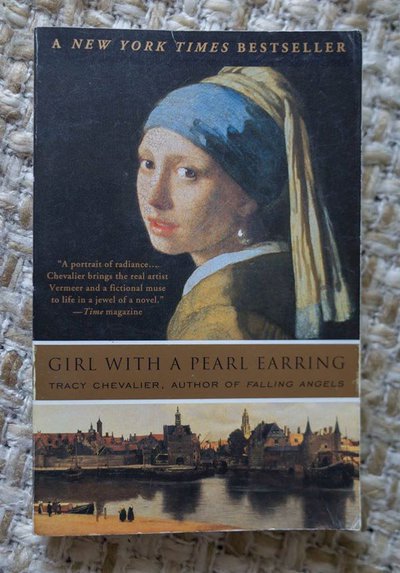 A NEW YORK TIMES BESTSELLER
"A portrait of radiance....
Chevalier brings the real artist
Vermeer and a fictional muse
to life in a jewel of a novel."
—Time magazine
GIRL WITH A PEARL EARRING
TRACY CHEVALIER, AUTHOR OF FALLING ANGELS